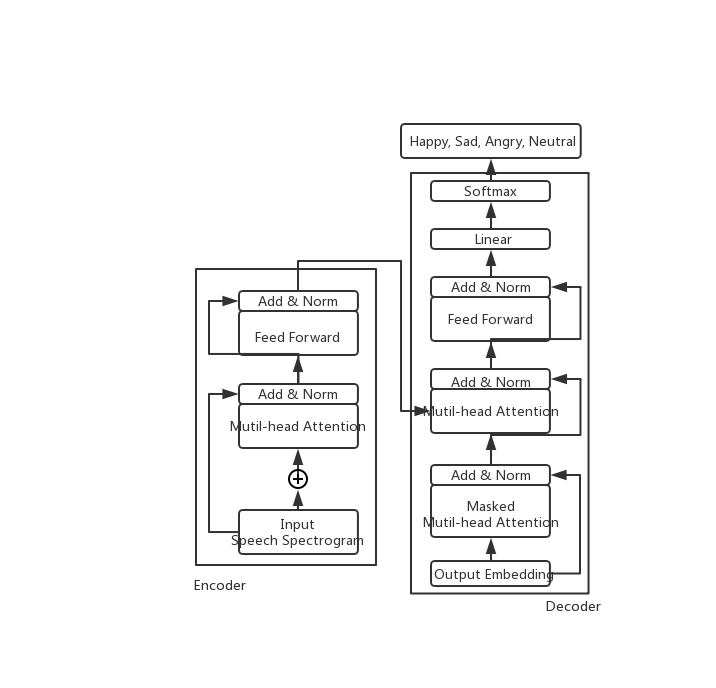 Happy, Sad, Angry, Neutral
Softmax
Linear
Add & Norm
Feed Forward
Add & Norm
Mutil-head Attention
Add & Norm
Masked
Mutil-head Attention
Output Embedding
Decoder
Add & Norm
Feed Forward
Add & Norm
Mutil-head Attention
Input
Speech Spectrogram
Encoder